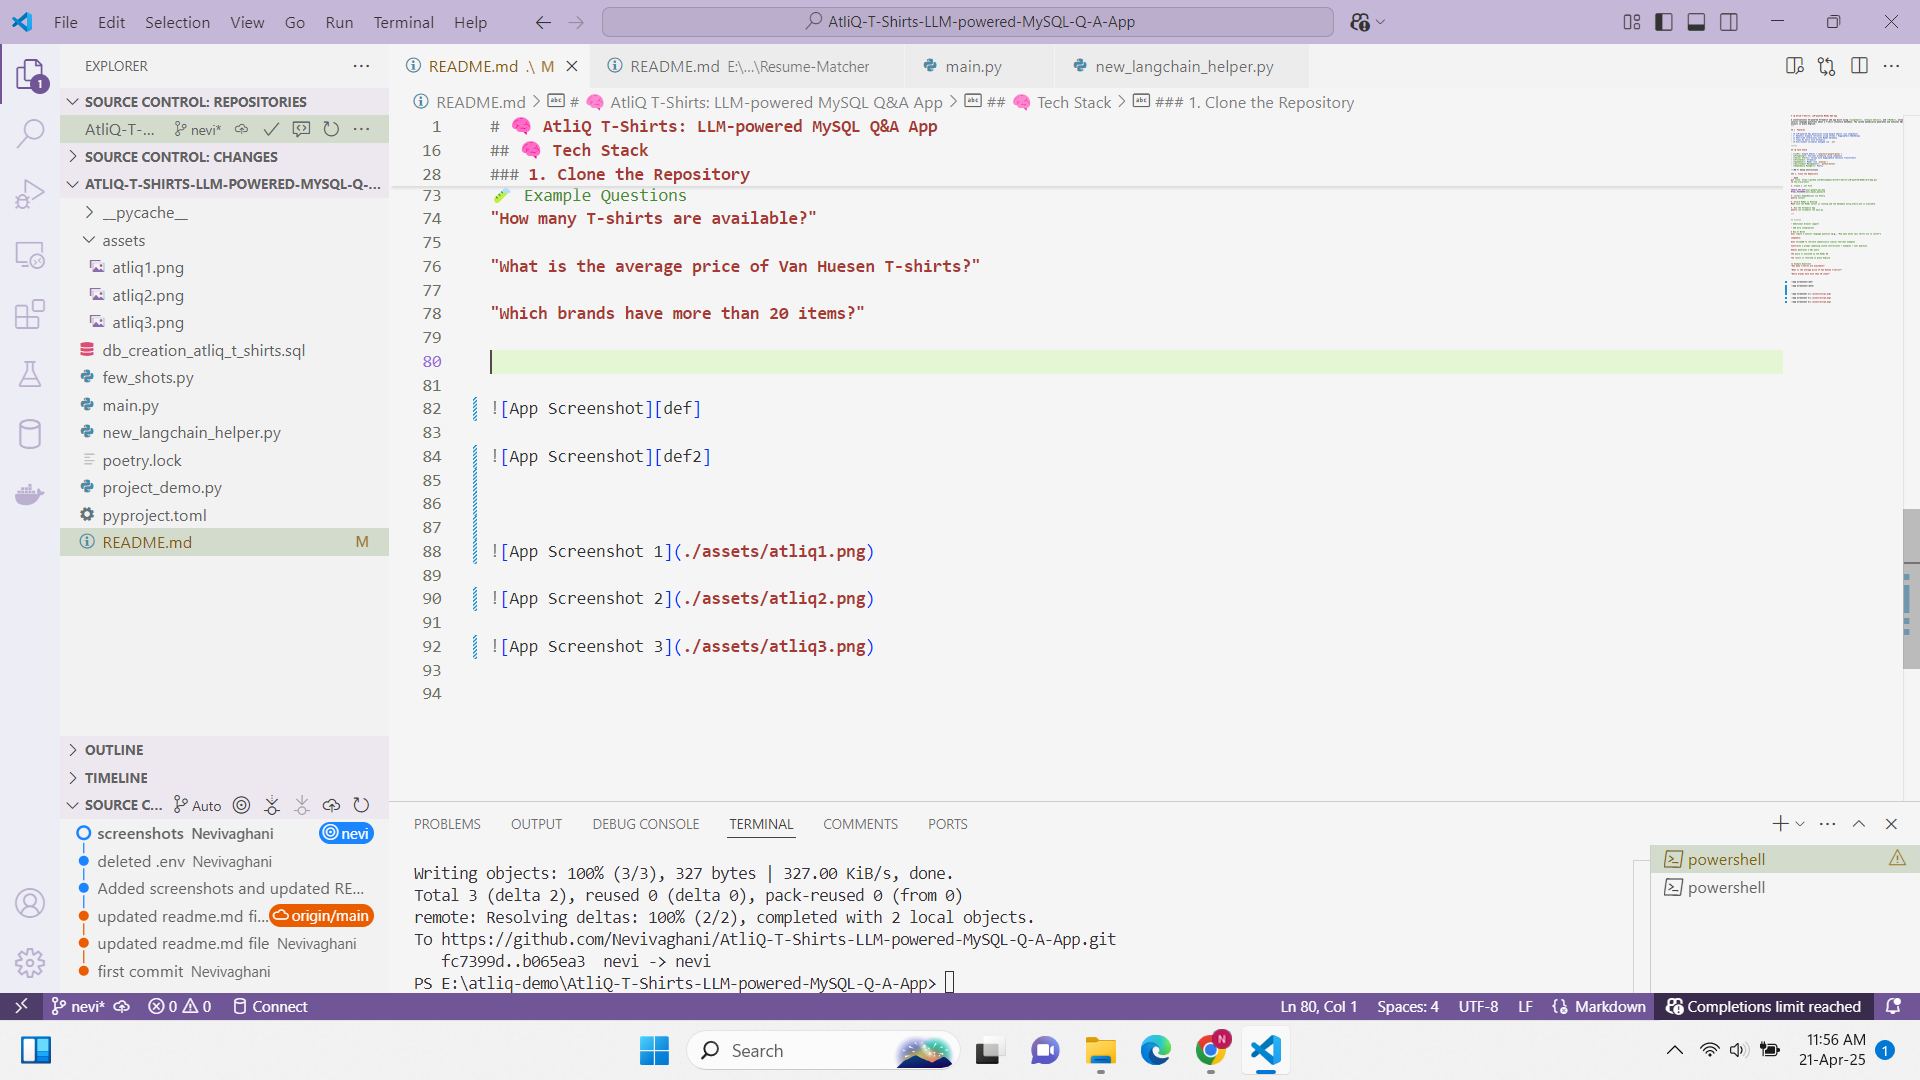 File Edit Selection View Go Run Terminal Help
AtliQ-T-Shirts-LLM-powered-MySQL-Q-A-App
EXPLORER
1
SOURCE CONTROL: REPOSITORIES
AtliQ-T-... nevi*
SOURCE CONTROL: CHANGES
ATLIQ-T-SHIRTS-LLM-POWERED-MYSQL-Q-...
__pycache__
assets
atliq1.png
atliq2.png
atliq3.png
db_creation_atliq_t_shirts.sql
few_shots.py
main.py
new_langchain_helper.py
poetry.lock
project_demo.py
pyproject.toml
README.md M
OUTLINE
TIMELINE
SOURCE C... Auto
screenshots Nevivaghani nevi
deleted .env Nevivaghani
Added screenshots and updated RE...
updated readme.md fi... origin/main
updated readme.md file Nevivaghani
first commit Nevivaghani
README.md .\ M
README.md E:\...\Resume-Matcher
main.py
new_langchain_helper.py
README.md > # 🧠 AtliQ T-Shirts: LLM-powered MySQL Q&A App > ## 🧠 Tech Stack > ### 1. Clone the Repository
1 # 🧠 AtliQ T-Shirts: LLM-powered MySQL Q&A App
16 ## 🧠 Tech Stack
28 ### 1. Clone the Repository
73 🧪 Example Questions
74 "How many T-shirts are available?"
75
76 "What is the average price of Van Huesen T-shirts?"
77
78 "Which brands have more than 20 items?"
79
80
81
82 ![App Screenshot][def]
83
84 ![App Screenshot][def2]
85
86
87
88 ![App Screenshot 1](./assets/atliq1.png)
89
90 ![App Screenshot 2](./assets/atliq2.png)
91
92 ![App Screenshot 3](./assets/atliq3.png)
93
94
PROBLEMS OUTPUT DEBUG CONSOLE TERMINAL COMMENTS PORTS
Writing objects: 100% (3/3), 327 bytes | 327.00 KiB/s, done.
Total 3 (delta 2), reused 0 (delta 0), pack-reused 0 (from 0)
remote: Resolving deltas: 100% (2/2), completed with 2 local objects.
To https://github.com/Nevivaghani/AtliQ-T-Shirts-LLM-powered-MySQL-Q-A-App.git
fc7399d..b065ea3 nevi -> nevi
PS E:\atliq-demo\AtliQ-T-Shirts-LLM-powered-MySQL-Q-A-App>
powershell
powershell
nevi* 0 0 Connect
Ln 80, Col 1 Spaces: 4 UTF-8 LF Markdown Completions limit reached
Search
N
11:56 AM
21-Apr-25
1